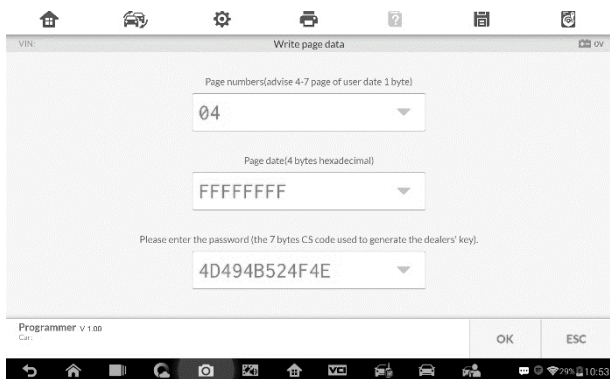 VIN:
Write page data
0V
Page numbers(advise 4-7 page of user date 1 byte)
04
Page date(4 bytes hexadecimal)
FFFFFFFF
Please enter the password (the 7 bytes CS code used to generate the dealers' key).
4D494B524F4E
Programmer V 1.00
Car:
OK
ESC
VCI
29% 10:53